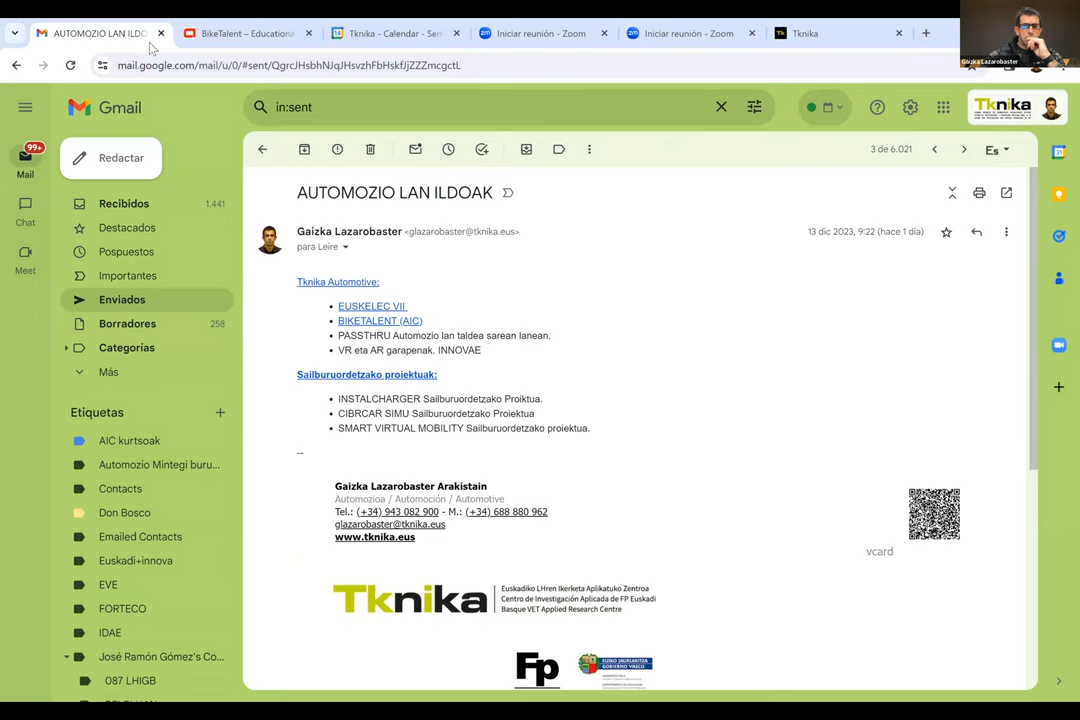 AUTOMOZIO LAN ILDO
BikeTalent – Educationa
Tknika - Calendar - Sen
Iniciar reunión - Zoom
Iniciar reunión - Zoom
Tknika
mail.google.com/mail/u/0/#sent/QgrcJHsbhNJqJHsvzhFbHskfJjZZZmcgctL
Gaizka Lazarobaster
Gmail
in:sent
Tknika
99+
Mail
Chat
Meet
Redactar
Recibidos 1.441
Destacados
Pospuestos
Importantes
Enviados
Borradores 258
Categorías
Más
Etiquetas
AIC kurtsoak
Automozio Mintegi buru...
Contacts
Don Bosco
Emailed Contacts
Euskadi+innova
EVE
FORTECO
IDAE
José Ramón Gómez's Co...
087 LHIGB
3 de 6.021
Es
AUTOMOZIO LAN ILDOAK
Gaizka Lazarobaster <glazarobaster@tknika.eus>
13 dic 2023, 9:22 (hace 1 día)
para Leire
Tknika Automotive:
EUSKELEC VII
BIKETALENT (AIC)
PASSTHRU Automozio lan taldea sarean lanean.
VR eta AR garapenak. INNOVAE
Sailburuordetzako proiektuak:
INSTALCHARGER Sailburuordetzako Proiktua.
CIBRCAR SIMU Sailburuordetzako Proiektua
SMART VIRTUAL MOBILITY Sailburuordetzako proiektua.
--
Gaizka Lazarobaster Arakistain
Automozioa / Automoción / Automotive
Tel.: (+34) 943 082 900 - M.: (+34) 688 880 962
glazarobaster@tknika.eus
www.tknika.eus
vcard
Tknika
Euskadiko LHren Ikerketa Aplikatuko Zentroa
Centro de Investigación Aplicada de FP Euskadi
Basque VET Applied Research Centre
Fp
EUSKO JAURLARITZA
GOBIERNO VASCO